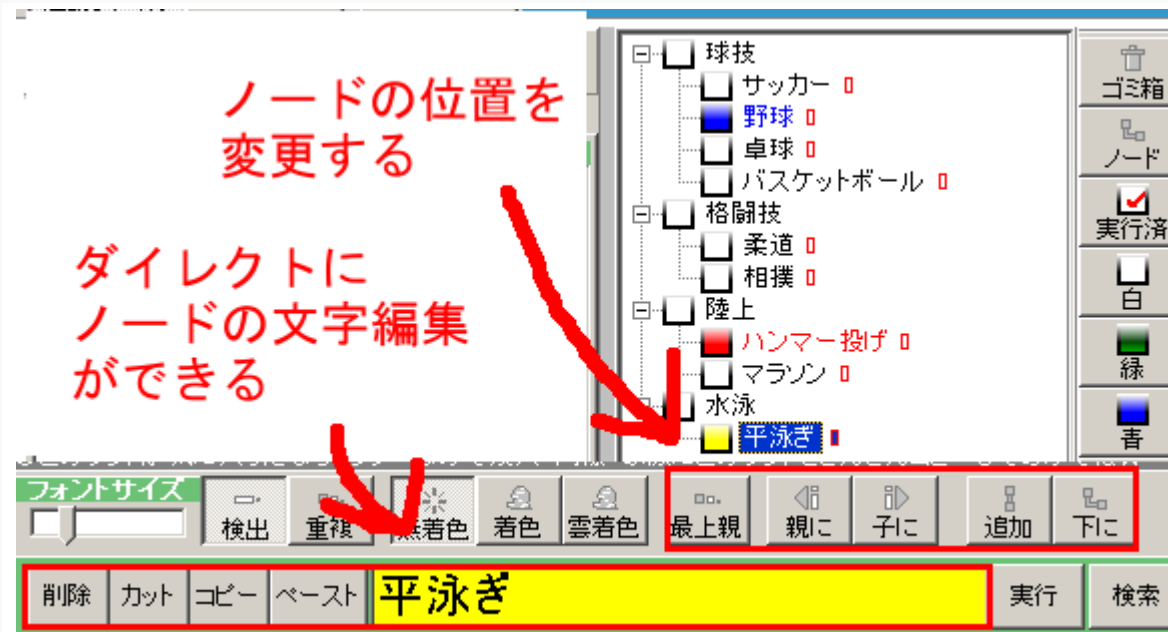 ノードの位置を
変更する
ダイレクトに
ノードの文字編集
ができる
球技
サッカー
野球
卓球
バスケットボール
格闘技
柔道
相撲
陸上
ハンマー投げ
マラソン
水泳
平泳ぎ
ゴミ箱
ノード
実行済
白
緑
青
フォントサイズ
検出
重複
無着色
着色
雲着色
最上親
親に
子に
追加
下に
削除
カット
コピー
ペースト
平泳ぎ
実行
検索